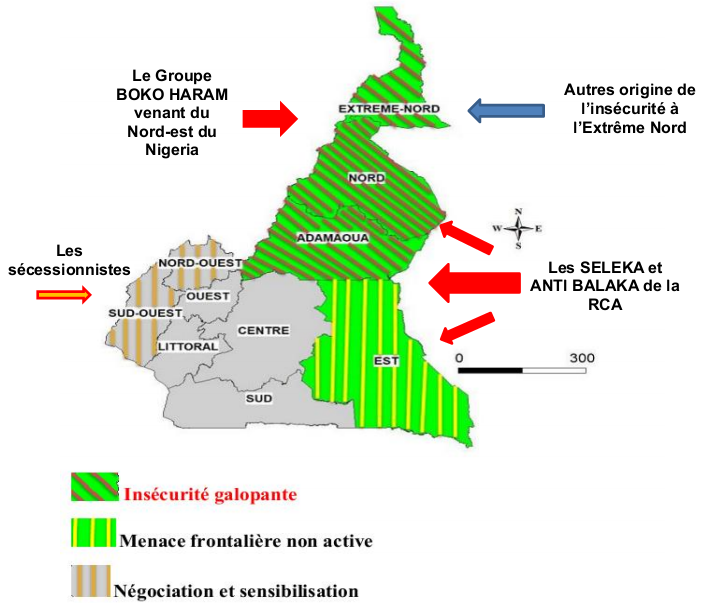 Le Groupe
BOKO HARAM
venant du
Nord-est du
Nigeria
Autres origine de
l'insécurité à
l'Extrême Nord
EXTREME-NORD
NORD
ADAMAOUA
N
W E
S
Les
sécessionnistes
NORD-OUEST
OUEST
SUD-OUEST
LITTORAL
CENTRE
EST
SUD
Les SELEKA et
ANTI BALAKA de la
RCA
0 300
Insécurité galopante
Menace frontalière non active
Négociation et sensibilisation